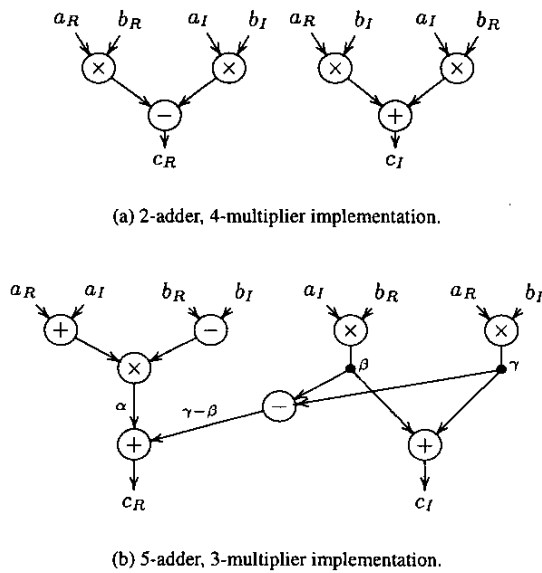 a_R b_R a_I b_I a_R b_I a_I b_R
× × × ×
− +
c_R c_I
(a) 2-adder, 4-multiplier implementation.
a_R a_I b_R b_I a_I b_R a_R b_I
+ − × ×
× β γ
α γ−β −
+ +
c_R c_I
(b) 5-adder, 3-multiplier implementation.